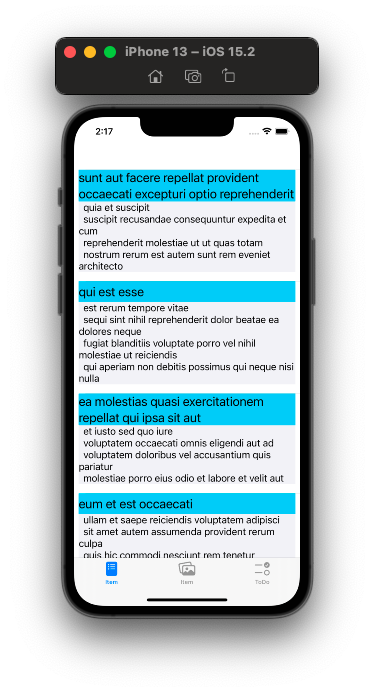 iPhone 13 – iOS 15.2
2:17
sunt aut facere repellat provident
occaecati excepturi optio reprehenderit
quia et suscipit
suscipit recusandae consequuntur expedita et
cum
reprehenderit molestiae ut ut quas totam
nostrum rerum est autem sunt rem eveniet
architecto
qui est esse
est rerum tempore vitae
sequi sint nihil reprehenderit dolor beatae ea
dolores neque
fugiat blanditiis voluptate porro vel nihil
molestiae ut reiciendis
qui aperiam non debitis possimus qui neque nisi
nulla
ea molestias quasi exercitationem
repellat qui ipsa sit aut
et iusto sed quo iure
voluptatem occaecati omnis eligendi aut ad
voluptatem doloribus vel accusantium quis
pariatur
molestiae porro eius odio et labore et velit aut
eum et est occaecati
ullam et saepe reiciendis voluptatem adipisci
sit amet autem assumenda provident rerum
culpa
quis hic commodi nesciunt rem tenetur
Item
Item
ToDo